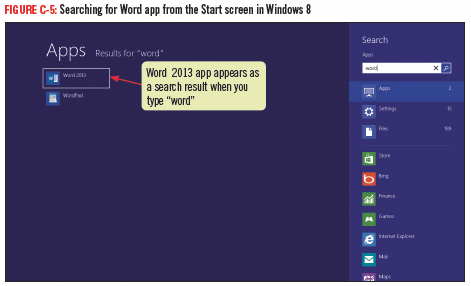 FIGURE C-5: Searching for Word app from the Start screen in Windows 8
Apps Results for "word"
Word 2013
WordPad
Word 2013 app appears as
a search result when you
type "word"
Search
Apps
word
Apps 2
Settings 15
Files 169
Store
Bing
Finance
Games
Internet Explorer
Mail
Maps